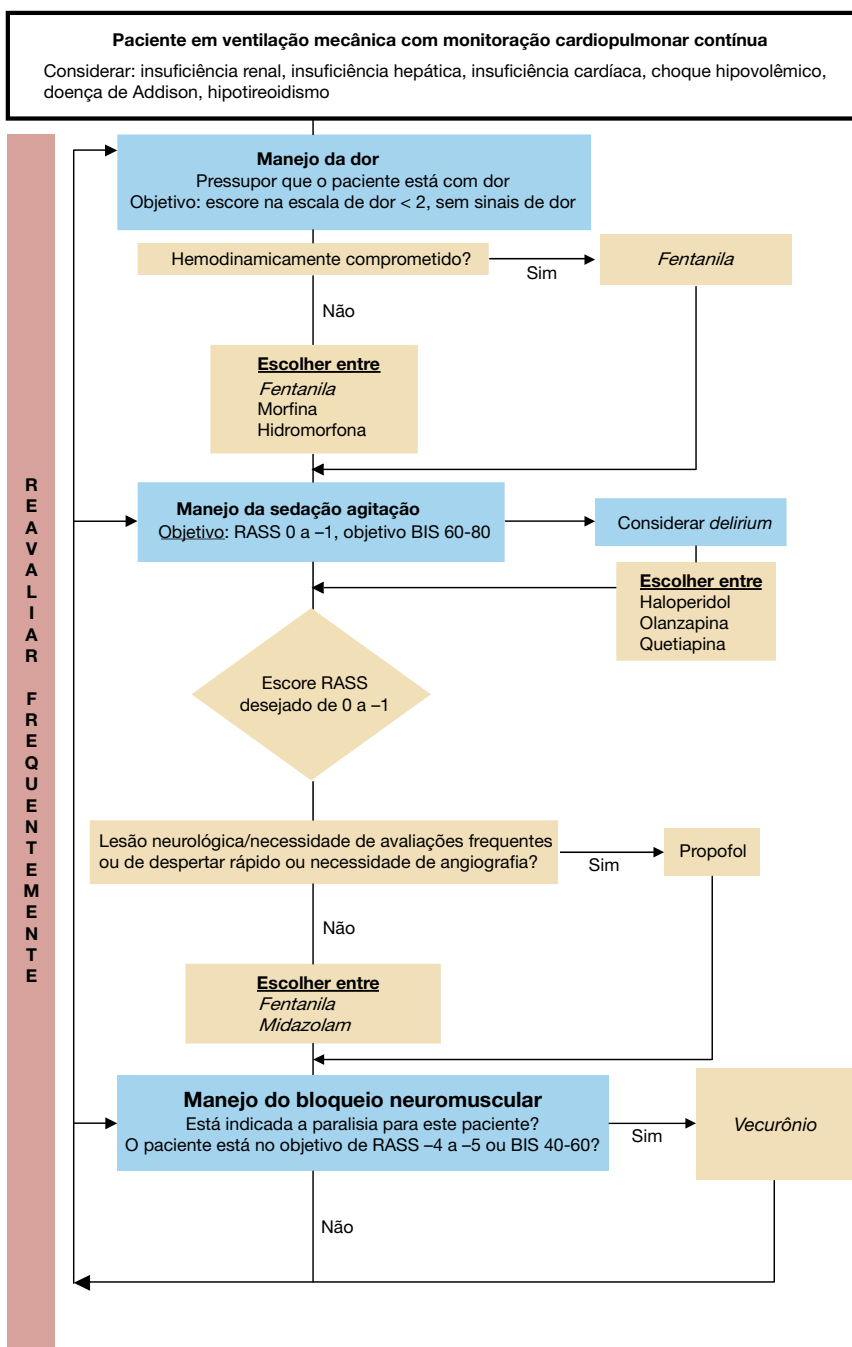 Paciente em ventilação mecânica com monitoração cardiopulmonar contínua
Considerar: insuficiência renal, insuficiência hepática, insuficiência cardíaca, choque hipovolêmico,
doença de Addison, hipotireoidismo
REAVALIAR FREQUENTEMENTE
Manejo da dor
Pressupor que o paciente está com dor
Objetivo: escore na escala de dor < 2, sem sinais de dor
Hemodinamicamente comprometido?
Sim
Fentanila
Não
Escolher entre
Fentanila
Morfina
Hidromorfona
Manejo da sedação agitação
Objetivo: RASS 0 a –1, objetivo BIS 60-80
Considerar delirium
Escolher entre
Haloperidol
Olanzapina
Quetiapina
Escore RASS
desejado de 0 a –1
Lesão neurológica/necessidade de avaliações frequentes
ou de despertar rápido ou necessidade de angiografia?
Sim
Propofol
Não
Escolher entre
Fentanila
Midazolam
Manejo do bloqueio neuromuscular
Está indicada a paralisia para este paciente?
O paciente está no objetivo de RASS –4 a –5 ou BIS 40-60?
Sim
Vecurônio
Não